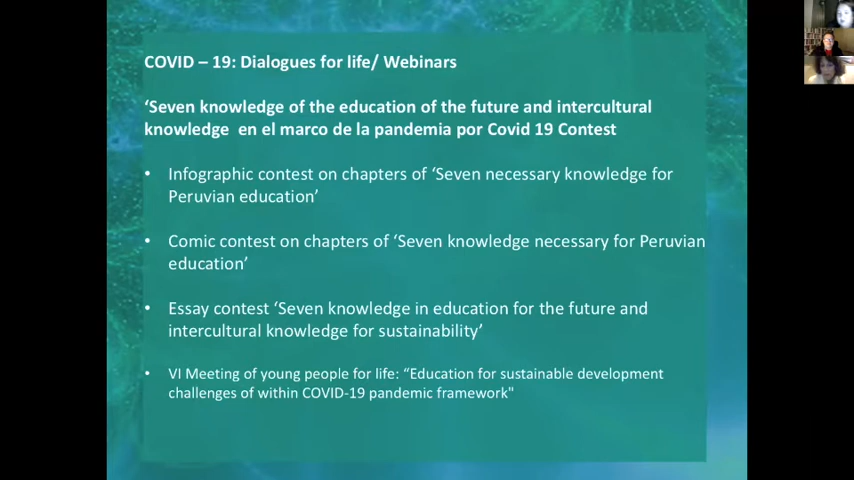 COVID – 19: Dialogues for life/ Webinars
‘Seven knowledge of the education of the future and intercultural
knowledge  en el marco de la pandemia por Covid 19 Contest
• Infographic contest on chapters of ‘Seven necessary knowledge for
Peruvian education’
• Comic contest on chapters of ‘Seven knowledge necessary for Peruvian
education’
• Essay contest ‘Seven knowledge in education for the future and
intercultural knowledge for sustainability’
• VI Meeting of young people for life: “Education for sustainable development
challenges of within COVID-19 pandemic framework"